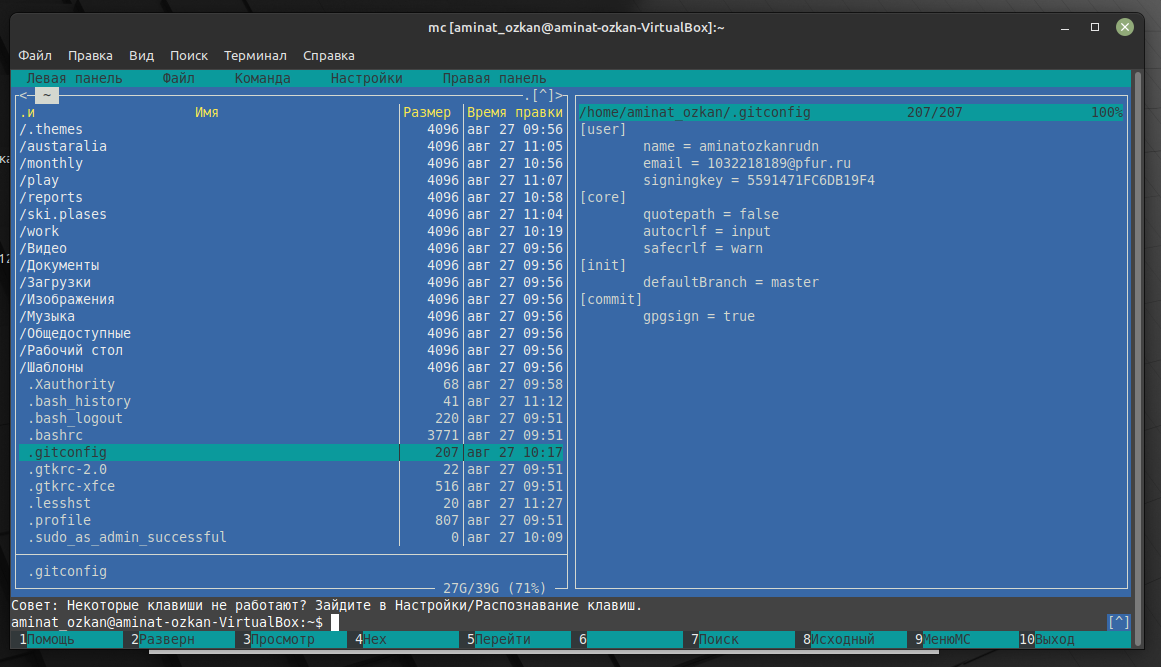 mc [aminat_ozkan@aminat-ozkan-VirtualBox]:~
Файл Правка Вид Поиск Терминал Справка
Левая панель Файл Команда Настройки Правая панель
<─ ~ ─.[^]>
.и Имя Размер Время правки
/.themes 4096 авг 27 09:56
/austaralia 4096 авг 27 11:05
/monthly 4096 авг 27 10:56
/play 4096 авг 27 11:07
/reports 4096 авг 27 10:58
/ski.plases 4096 авг 27 11:04
/work 4096 авг 27 10:19
/Видео 4096 авг 27 09:56
/Документы 4096 авг 27 09:56
/Загрузки 4096 авг 27 09:56
/Изображения 4096 авг 27 09:56
/Музыка 4096 авг 27 09:56
/Общедоступные 4096 авг 27 09:56
/Рабочий стол 4096 авг 27 09:56
/Шаблоны 4096 авг 27 09:56
.Xauthority 68 авг 27 09:58
.bash_history 41 авг 27 11:12
.bash_logout 220 авг 27 09:51
.bashrc 3771 авг 27 09:51
.gitconfig 207 авг 27 10:17
.gtkrc-2.0 22 авг 27 09:51
.gtkrc-xfce 516 авг 27 09:51
.lesshst 20 авг 27 11:27
.profile 807 авг 27 09:51
.sudo_as_admin_successful 0 авг 27 10:09
.gitconfig
27G/39G (71%)
/home/aminat_ozkan/.gitconfig 207/207 100%
[user]
name = aminatozkanrudn
email = 1032218189@pfur.ru
signingkey = 5591471FC6DB19F4
[core]
quotepath = false
autocrlf = input
safecrlf = warn
[init]
defaultBranch = master
[commit]
gpgsign = true
Совет: Некоторые клавиши не работают? Зайдите в Настройки/Распознавание клавиш.
aminat_ozkan@aminat-ozkan-VirtualBox:~$ [^]
1Помощь 2Разверн 3Просмотр 4Hex 5Перейти 6 7Поиск 8Исходный 9МенюMC 10Выход